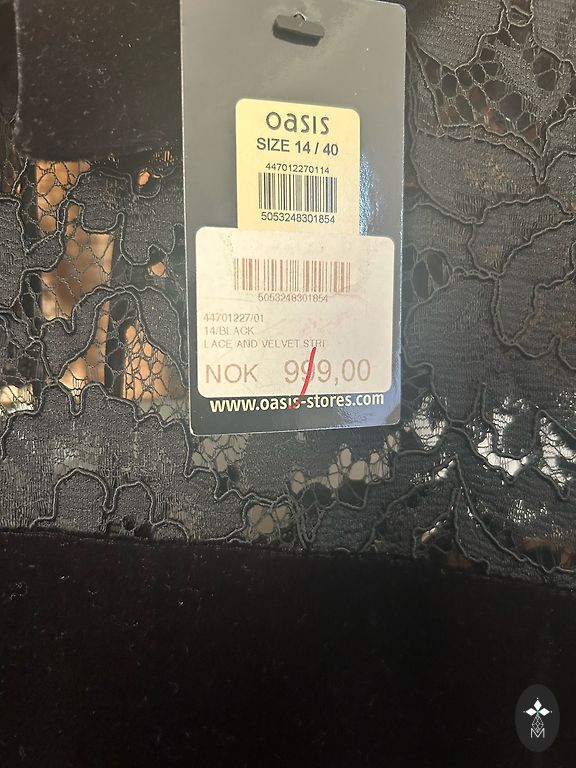 oasis
SIZE 14 / 40
447012270114
5053248301854
5053248301854
44701227/01
14/BLACK
LACE AND VELVET STRI
NOK 999,00
www.oasis-stores.com
M